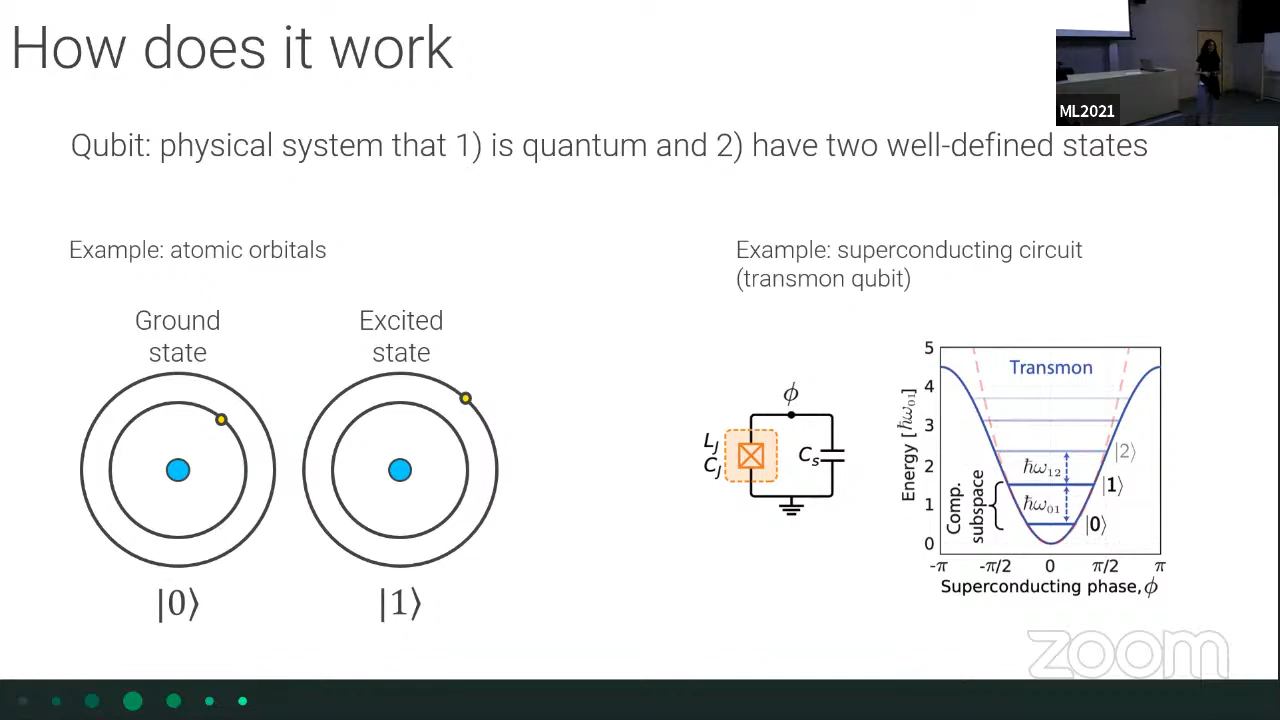 How does it work
ML2021
Qubit: physical system that 1) is quantum and 2) have two well-defined states
Example: atomic orbitals
Ground
state
Excited
state
|0⟩
|1⟩
Example: superconducting circuit
(transmon qubit)
ϕ
L_J
C_J
C_s
Transmon
Energy [ℏω₀₁]
5
4
3
2
1
0
Comp.
subspace
ℏω₁₂
ℏω₀₁
|2⟩
|1⟩
|0⟩
-π
-π/2
0
π/2
π
Superconducting phase, ϕ
zoom